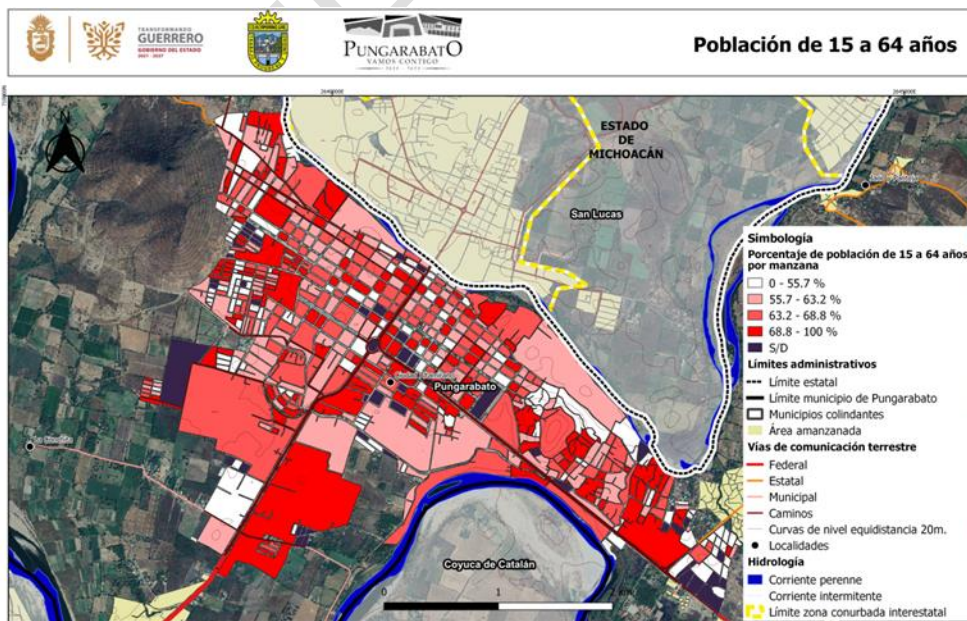 TRANSFORMANDO
GUERRERO
GOBIERNO DEL ESTADO
2021 - 2027
PUNGARABATO
VAMOS CONTIGO
Población de 15 a 64 años
N
ESTADO
DE
MICHOACÁN
San Lucas
Pungarabato
Coyuca de Catalán
0
1
Simbología
Porcentaje de población de 15 a 64 años
por manzana
0 - 55.7 %
55.7 - 63.2 %
63.2 - 68.8 %
68.8 - 100 %
S/D
Límites administrativos
Límite estatal
Límite municipio de Pungarabato
Municipios colindantes
Área amanzanada
Vías de comunicación terrestre
Federal
Estatal
Municipal
Caminos
Curvas de nivel equidistancia 20m.
Localidades
Hidrología
Corriente perenne
Corriente intermitente
Límite zona conurbada interestatal